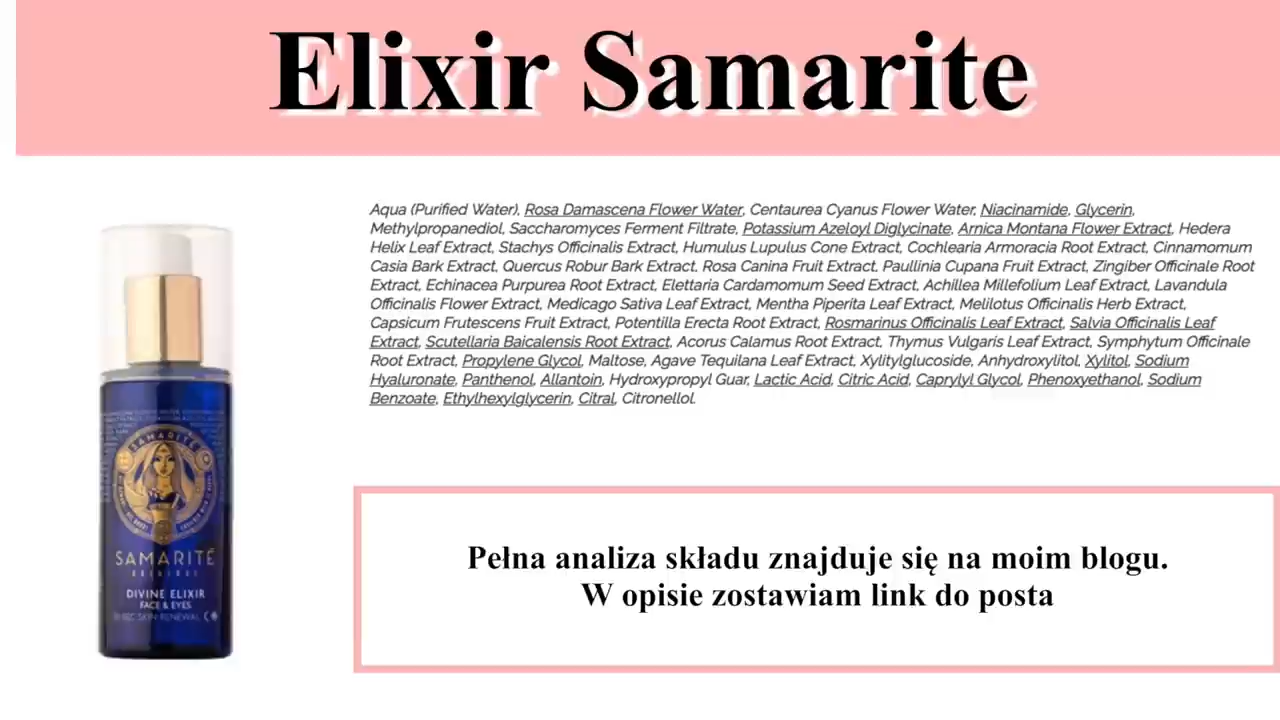 Elixir Samarite
Aqua (Purified Water), Rosa Damascena Flower Water, Centaurea Cyanus Flower Water, Niacinamide, Glycerin,
Methylpropanediol, Saccharomyces Ferment Filtrate, Potassium Azeloyl Diglycinate, Arnica Montana Flower Extract, Hedera
Helix Leaf Extract, Stachys Officinalis Extract, Humulus Lupulus Cone Extract, Cochlearia Armoracia Root Extract, Cinnamomum
Casia Bark Extract, Quercus Robur Bark Extract, Rosa Canina Fruit Extract, Paullinia Cupana Fruit Extract, Zingiber Officinale Root
Extract, Echinacea Purpurea Root Extract, Elettaria Cardamomum Seed Extract, Achillea Millefolium Leaf Extract, Lavandula
Officinalis Flower Extract, Medicago Sativa Leaf Extract, Mentha Piperita Leaf Extract, Melilotus Officinalis Herb Extract,
Capsicum Frutescens Fruit Extract, Potentilla Erecta Root Extract, Rosmarinus Officinalis Leaf Extract, Salvia Officinalis Leaf
Extract, Scutellaria Baicalensis Root Extract, Acorus Calamus Root Extract, Thymus Vulgaris Leaf Extract, Symphytum Officinale
Root Extract, Propylene Glycol, Maltose, Agave Tequilana Leaf Extract, Xylitylglucoside, Anhydroxylitol, Xylitol, Sodium
Hyaluronate, Panthenol, Allantoin, Hydroxypropyl Guar, Lactic Acid, Citric Acid, Caprylyl Glycol, Phenoxyethanol, Sodium
Benzoate, Ethylhexylglycerin, Citral, Citronellol.
SAMARITE
SAMARITÉ
DIVINE ELIXIR
FACE & EYES
SKIN RENEWAL
Pełna analiza składu znajduje się na moim blogu.
W opisie zostawiam link do posta